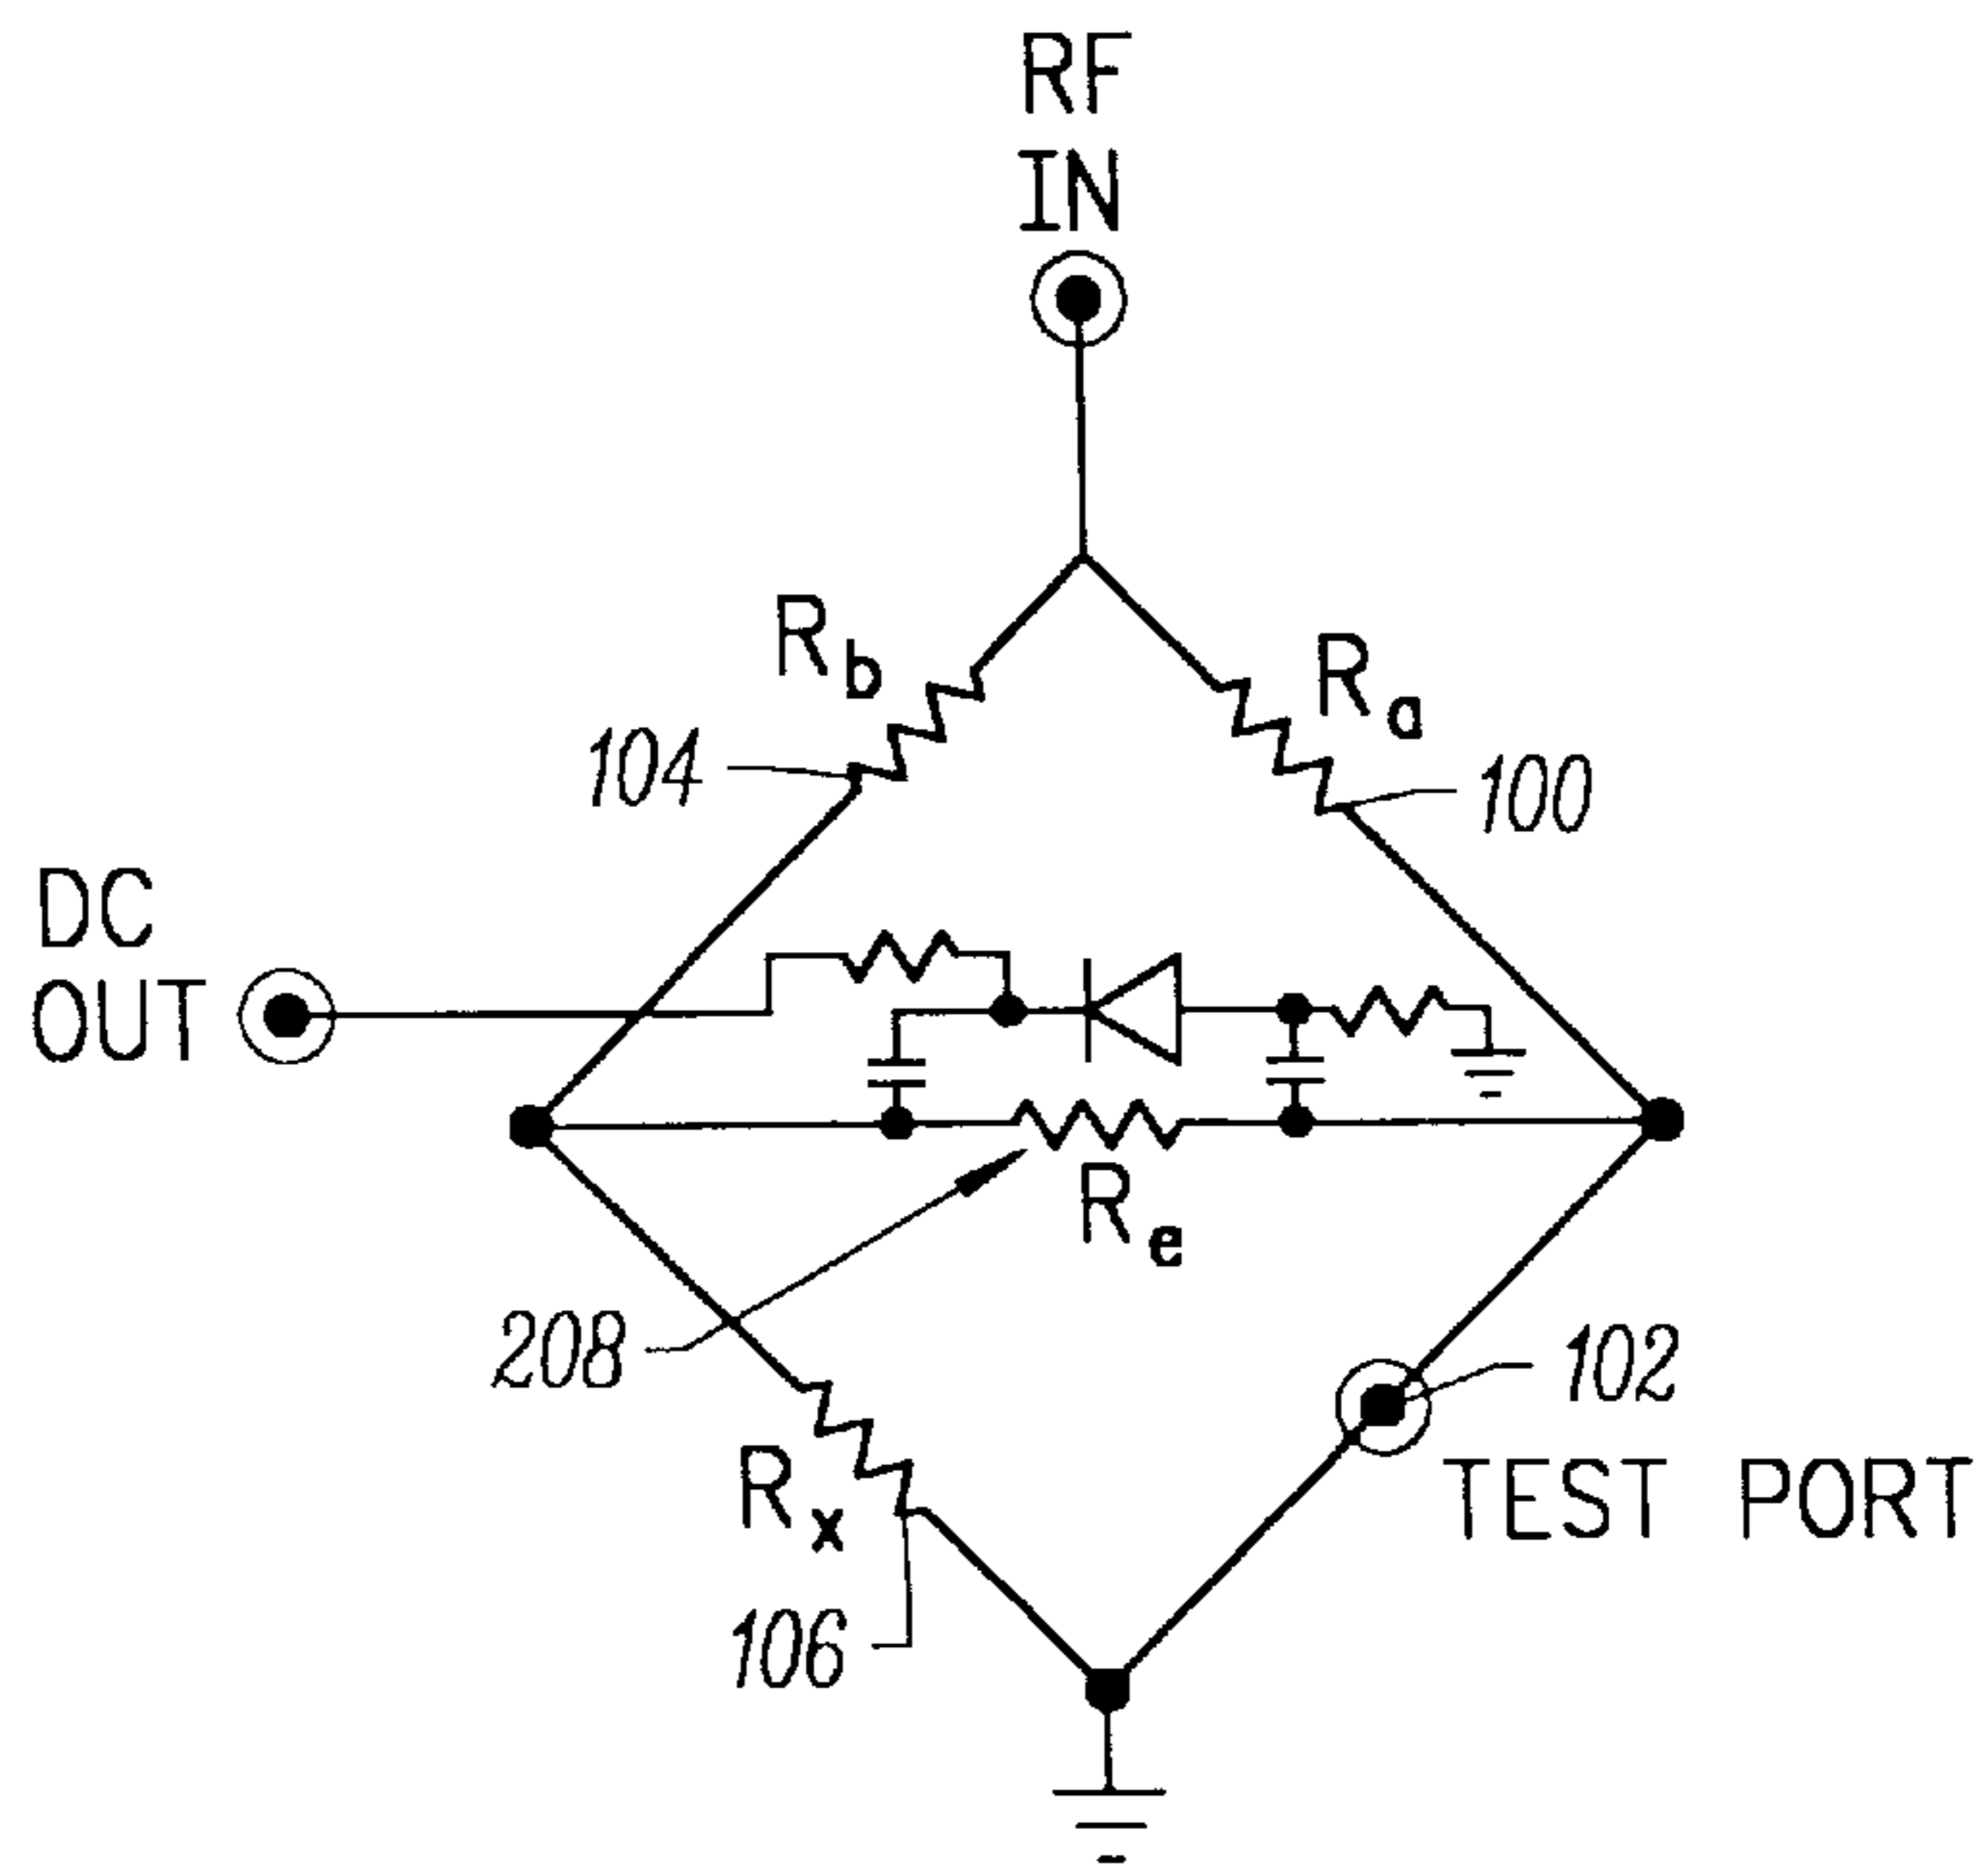 RF
IN
Rb
Ra
104
100
DC
OUT
Re
208
102
TEST PORT
Rx
106